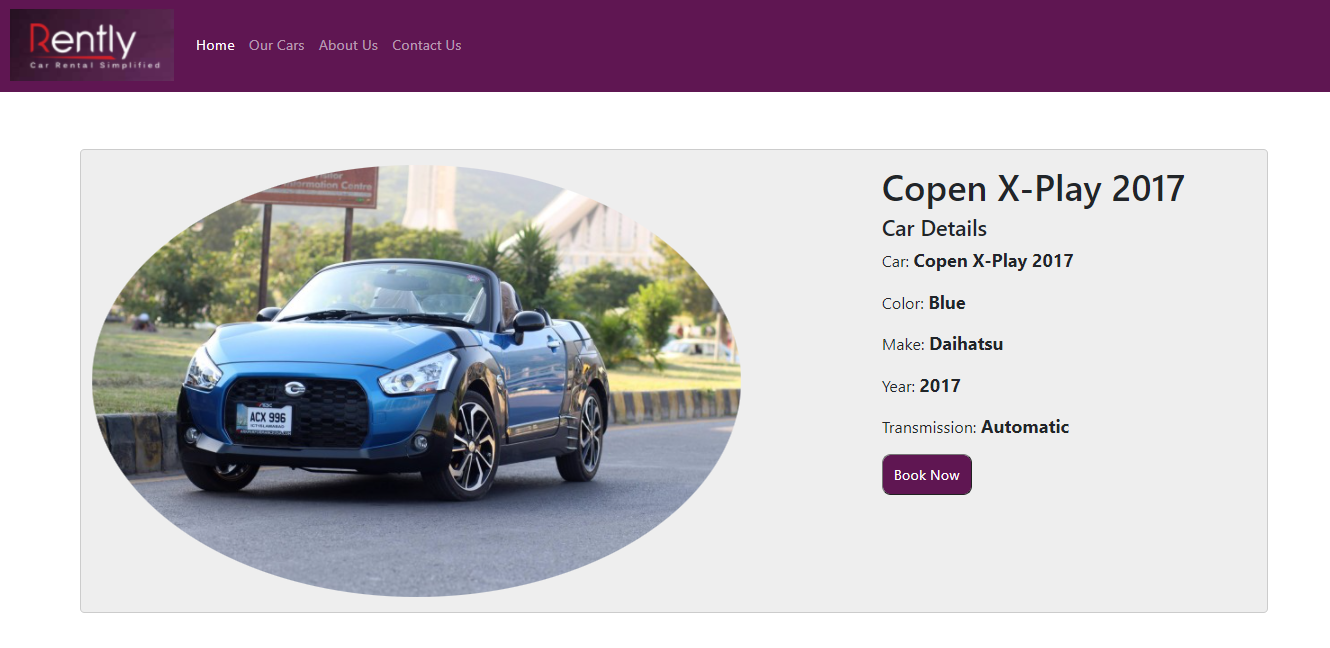 Rently
Car Rental Simplified
Home Our Cars About Us Contact Us
Information Centre
ACX 996
Copen X-Play 2017
Car Details
Car: Copen X-Play 2017
Color: Blue
Make: Daihatsu
Year: 2017
Transmission: Automatic
Book Now